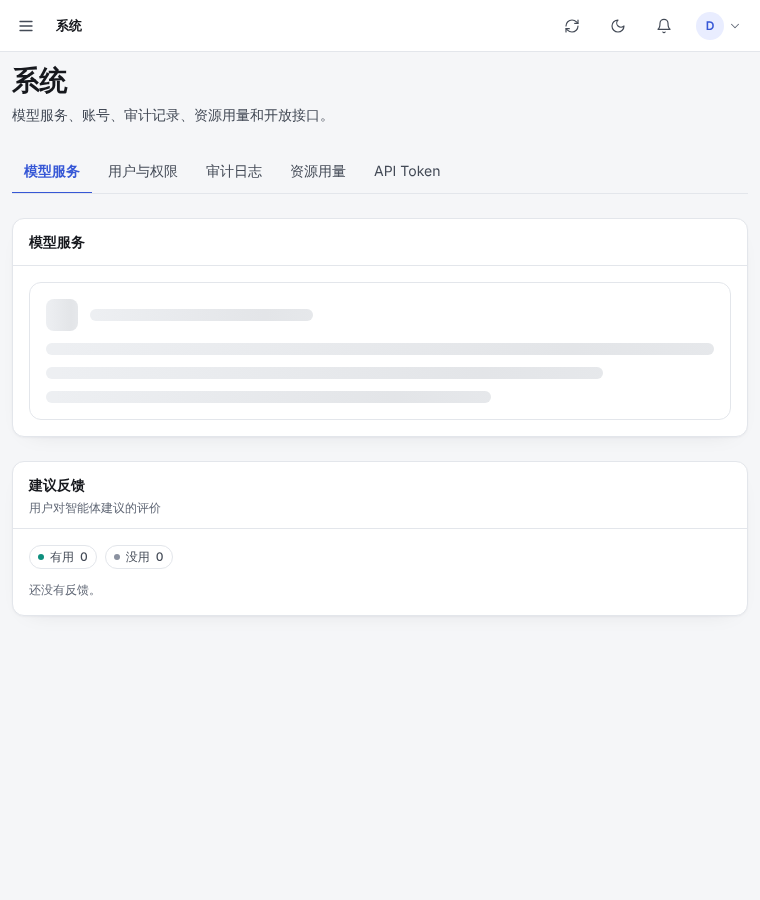 系统
D
系统
模型服务、账号、审计记录、资源用量和开放接口。
模型服务 用户与权限 审计日志 资源用量 API Token
模型服务
建议反馈
用户对智能体建议的评价
有用 0 没用 0
还没有反馈。